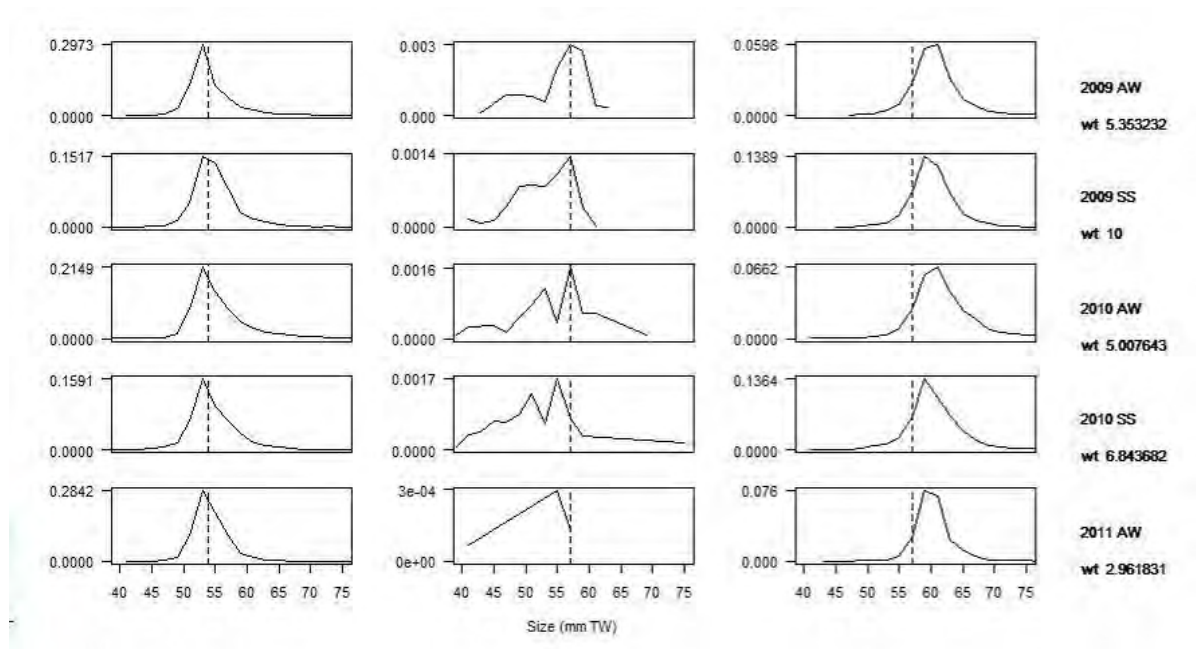 0.2973 0.003 0.0598
2009 AW
0.0000 0.000 0.0000
wt 5.353232
0.1517 0.0014 0.1389
2009 SS
0.0000 0.0000 0.0000
wt 10
0.2149 0.0016 0.0662
2010 AW
0.0000 0.0000 0.0000
wt 5.007643
0.1591 0.0017 0.1364
2010 SS
0.0000 0.0000 0.0000
wt 6.843682
0.2842 3e-04 0.076
2011 AW
0.0000 0e+00 0.000
wt 2.961831
40 45 50 55 60 65 70 75 40 45 50 55 60 65 70 75 40 45 50 55 60 65 70 75
Size (mm TW)